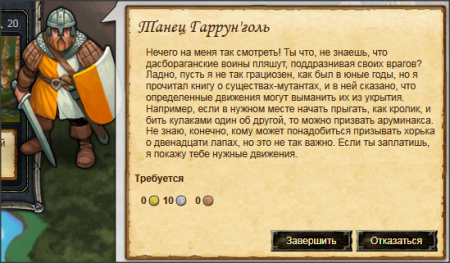 , 20
Танец Гаррун'голь
Нечего на меня так смотреть! Ты что, не знаешь, что
дасбораганские воины пляшут, поддразнивая своих врагов?
Ладно, пусть я не так грациозен, как был в юные годы, но я
прочитал книгу о существах-мутантах, и в ней сказано, что
определенные движения могут выманить их из укрытия.
Например, если в нужном месте начать прыгать, как кролик, и
бить кулаками один об другой, то можно призвать аруминакса.
Не знаю, конечно, кому может понадобиться призывать хорька
о двенадцати лапах, но это не так важно. Если ты заплатишь,
я покажу тебе нужные движения.
Требуется
0 10 0
Завершить Отказаться